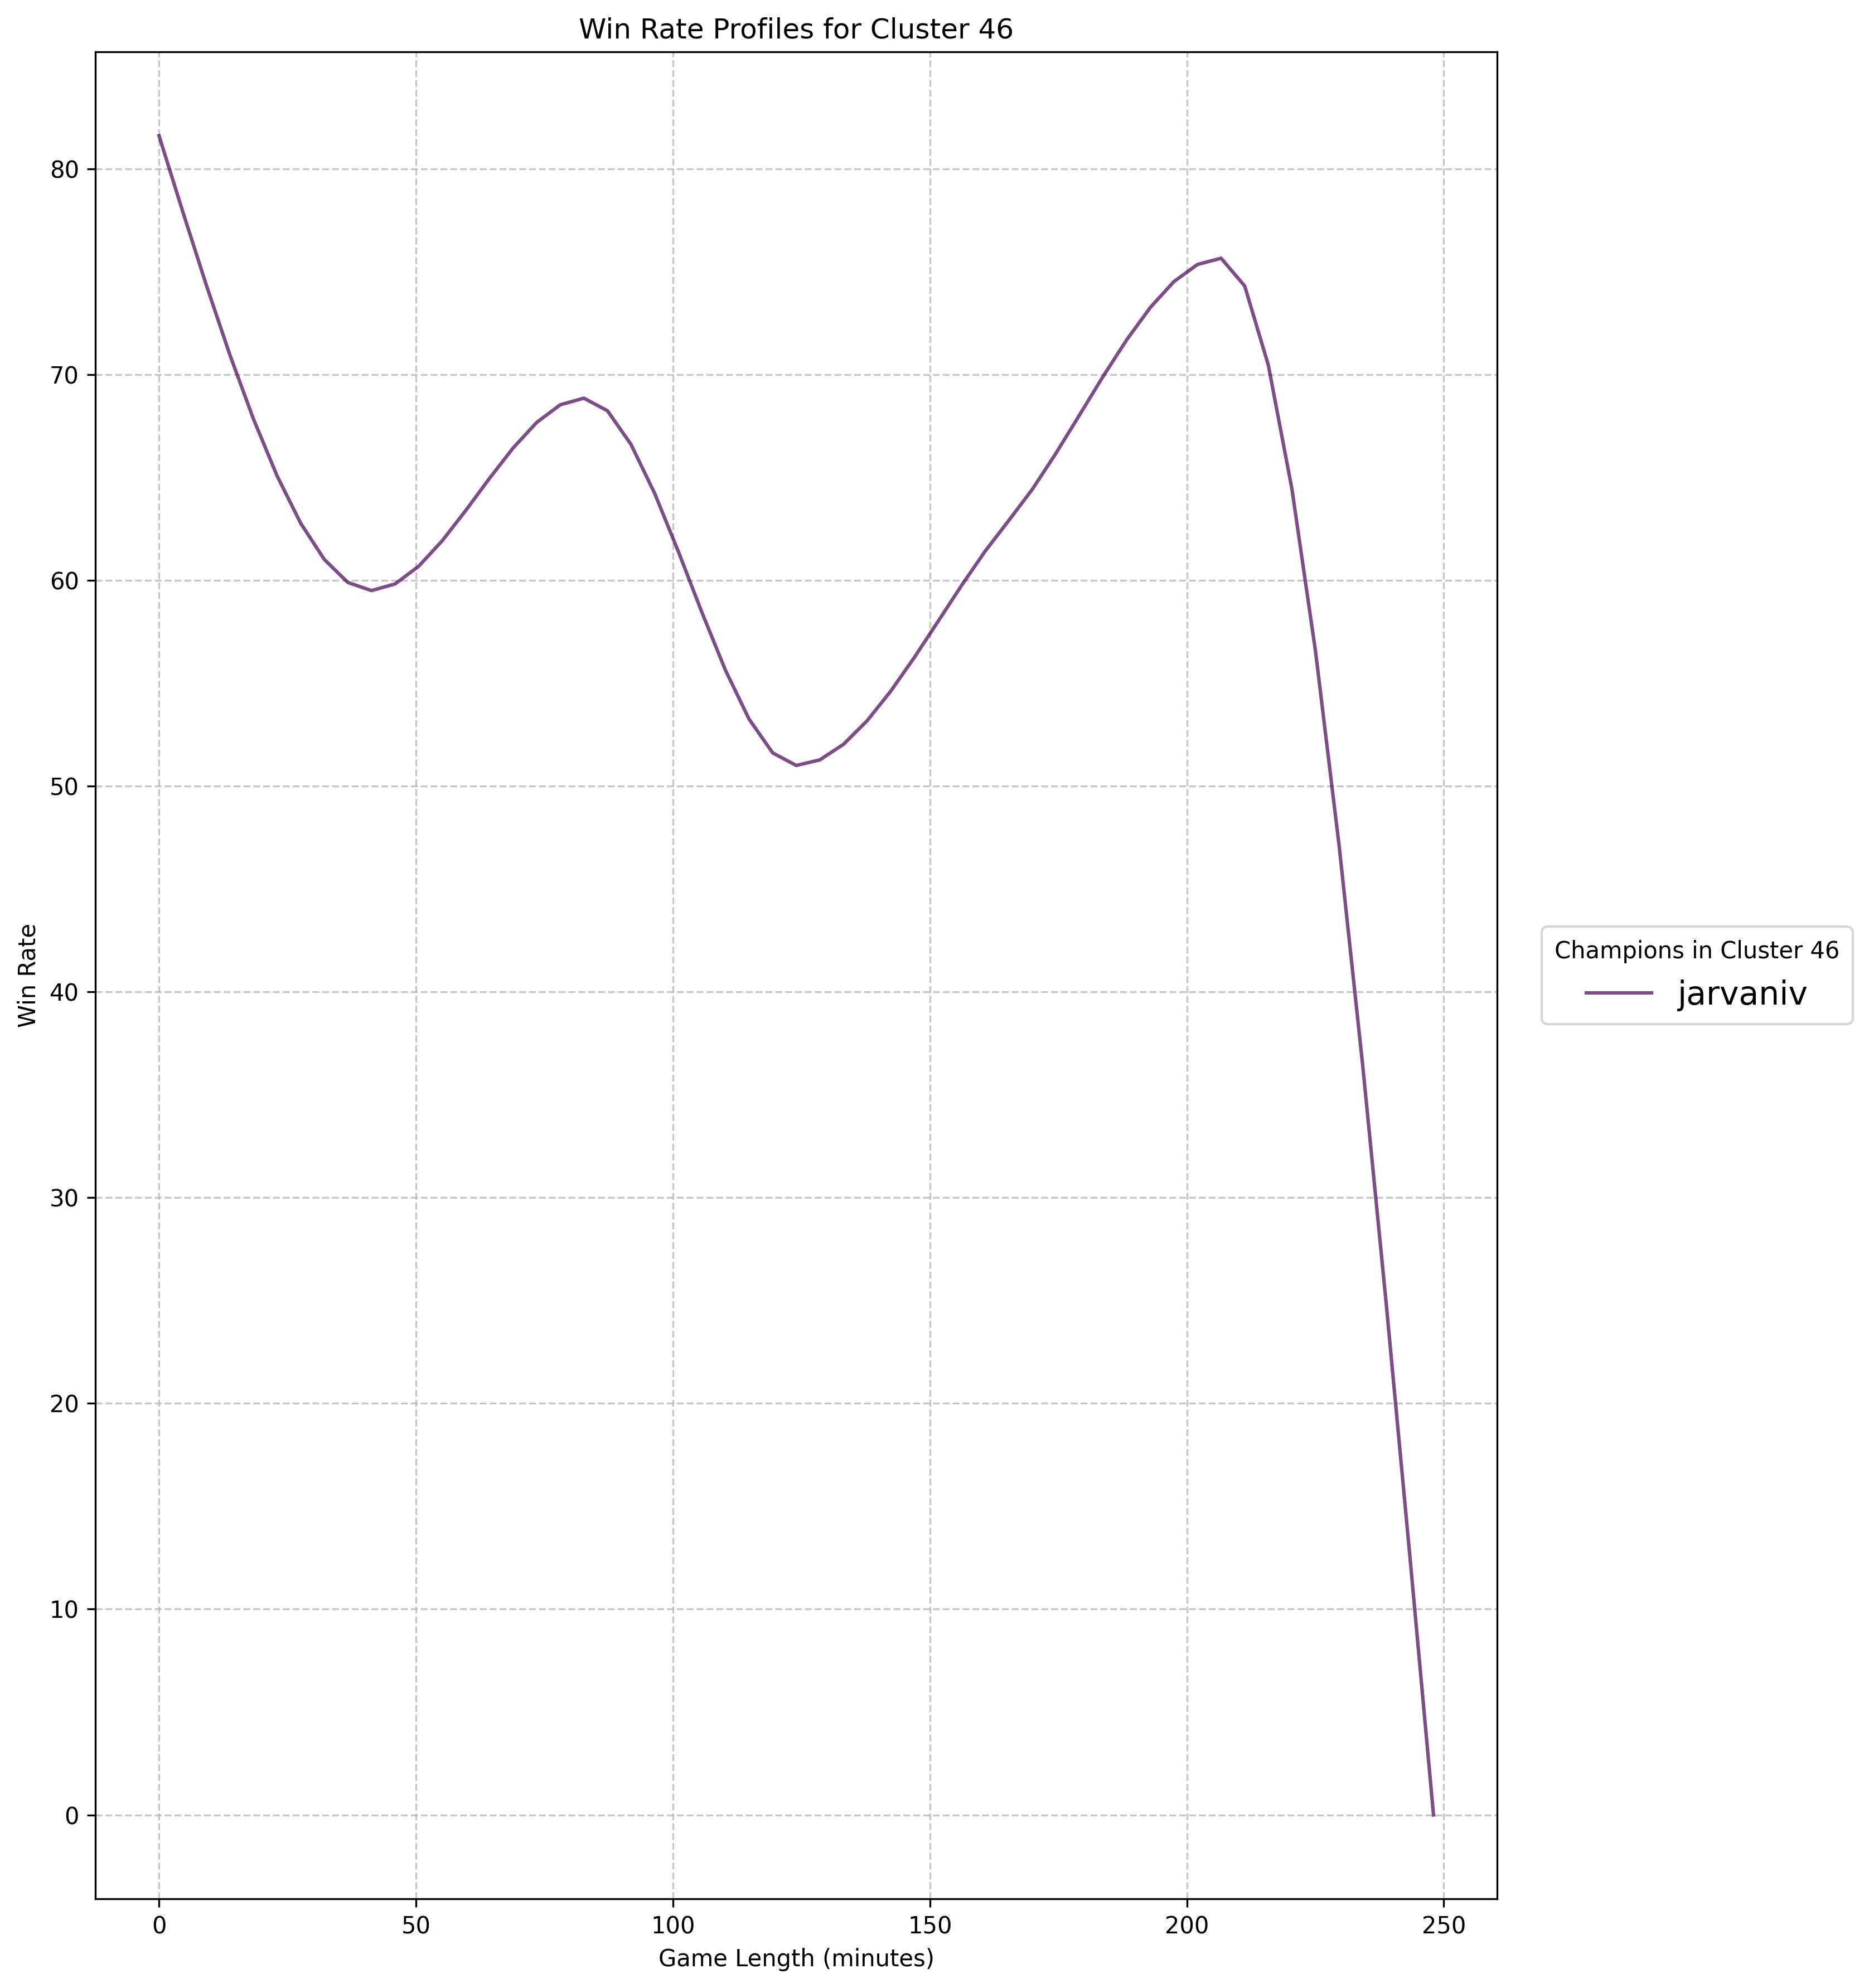 Win Rate Profiles for Cluster 46
80
70
60
50
40
30
20
10
0
Win Rate
0 50 100 150 200 250
Game Length (minutes)
Champions in Cluster 46
jarvaniv